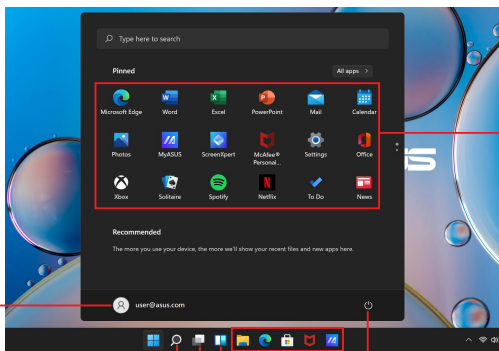 Type here to search
Pinned
All apps >
Microsoft Edge Word Excel PowerPoint Mail Calendar
Photos MyASUS ScreenXpert McAfee® Personal... Settings Office
Xbox Solitaire Spotify Netflix To Do News
Recommended
The more you use your device, the more we'll show your recent files and new apps here.
user@asus.com